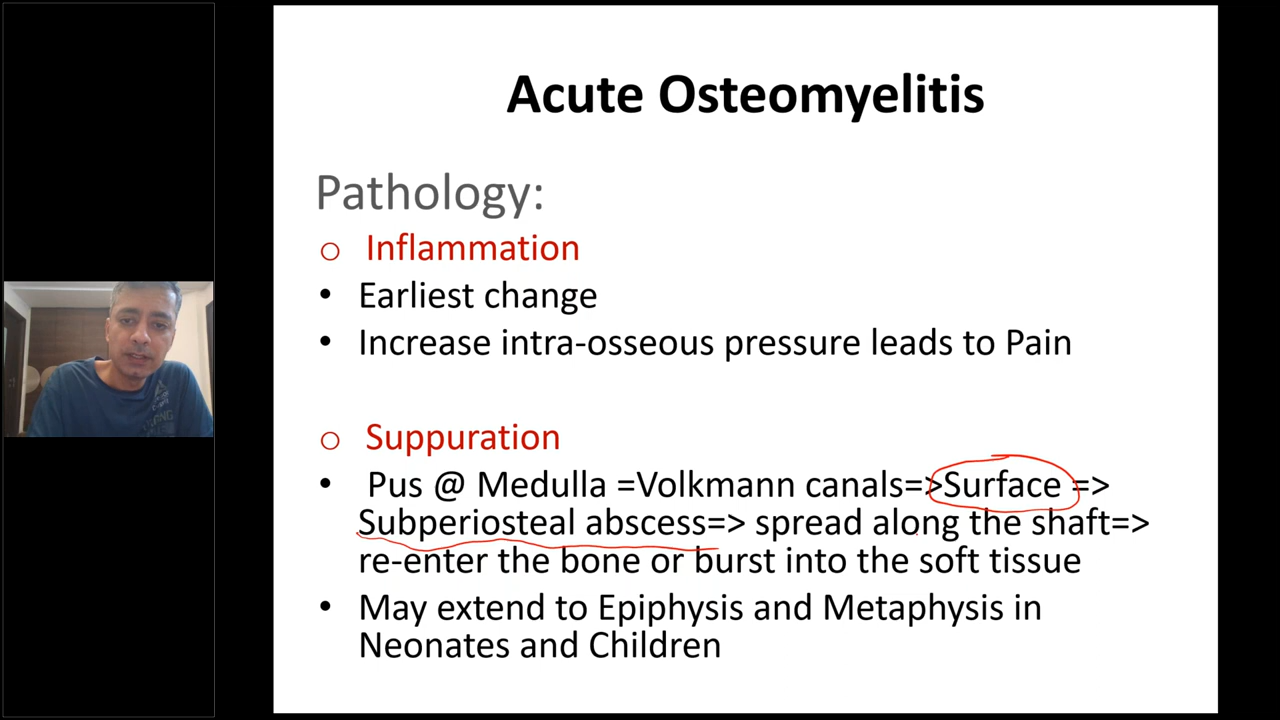 Acute Osteomyelitis
Pathology:
o Inflammation
• Earliest change
• Increase intra-osseous pressure leads to Pain
o Suppuration
• Pus @ Medulla =Volkmann canals=>Surface =>
Subperiosteal abscess=> spread along the shaft=>
re-enter the bone or burst into the soft tissue
• May extend to Epiphysis and Metaphysis in
Neonates and Children